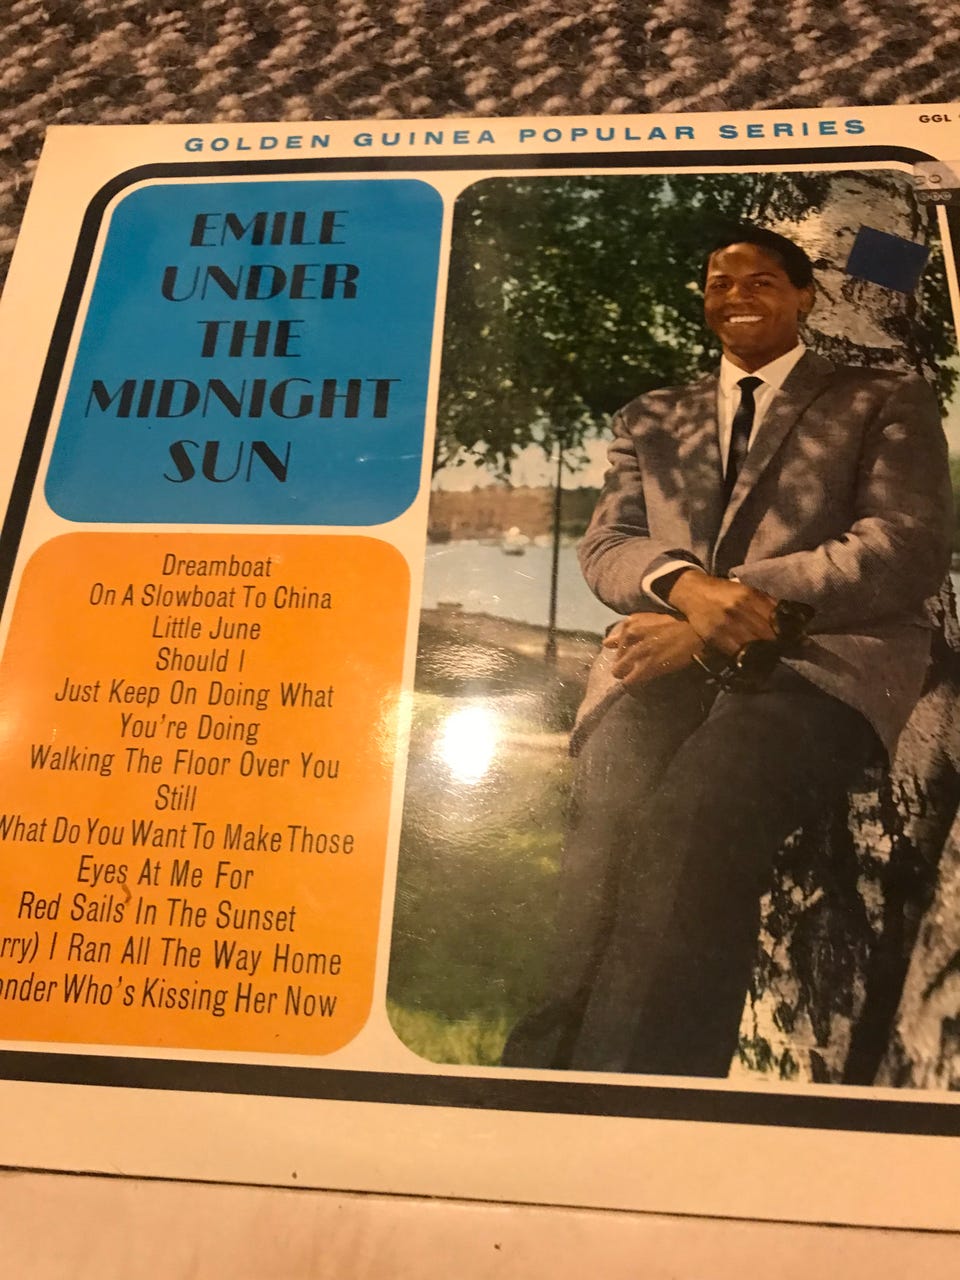 GOLDEN GUINEA POPULAR SERIES
GGL
EMILE
UNDER
THE
MIDNIGHT
SUN
Dreamboat
On A Slowboat To China
Little June
Should I
Just Keep On Doing What
You're Doing
Walking The Floor Over You
Still
What Do You Want To Make Those
Eyes At Me For
Red Sails In The Sunset
rry) I Ran All The Way Home
onder Who's Kissing Her Now